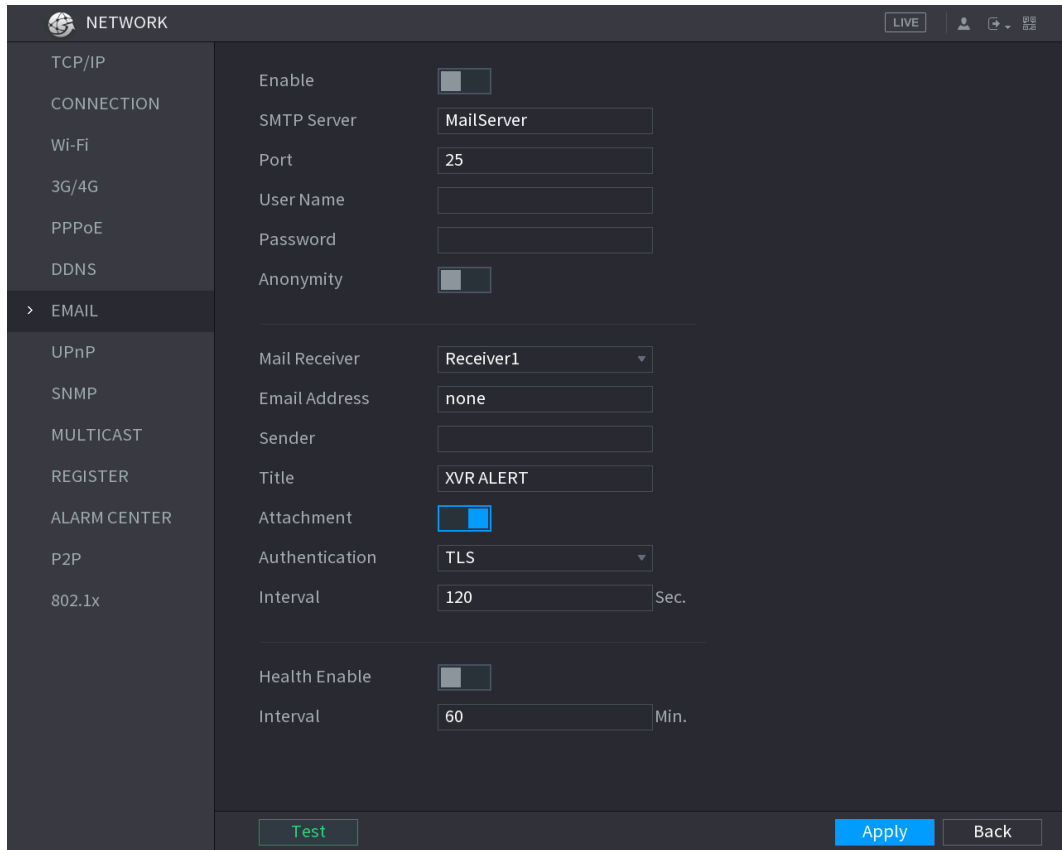 NETWORK
LIVE
TCP/IP
CONNECTION
Wi-Fi
3G/4G
PPPoE
DDNS
EMAIL
UPnP
SNMP
MULTICAST
REGISTER
ALARM CENTER
P2P
802.1x
Enable
SMTP Server MailServer
Port 25
User Name
Password
Anonymity
Mail Receiver Receiver1
Email Address none
Sender
Title XVR ALERT
Attachment
Authentication TLS
Interval 120 Sec.
Health Enable
Interval 60 Min.
Test Apply Back